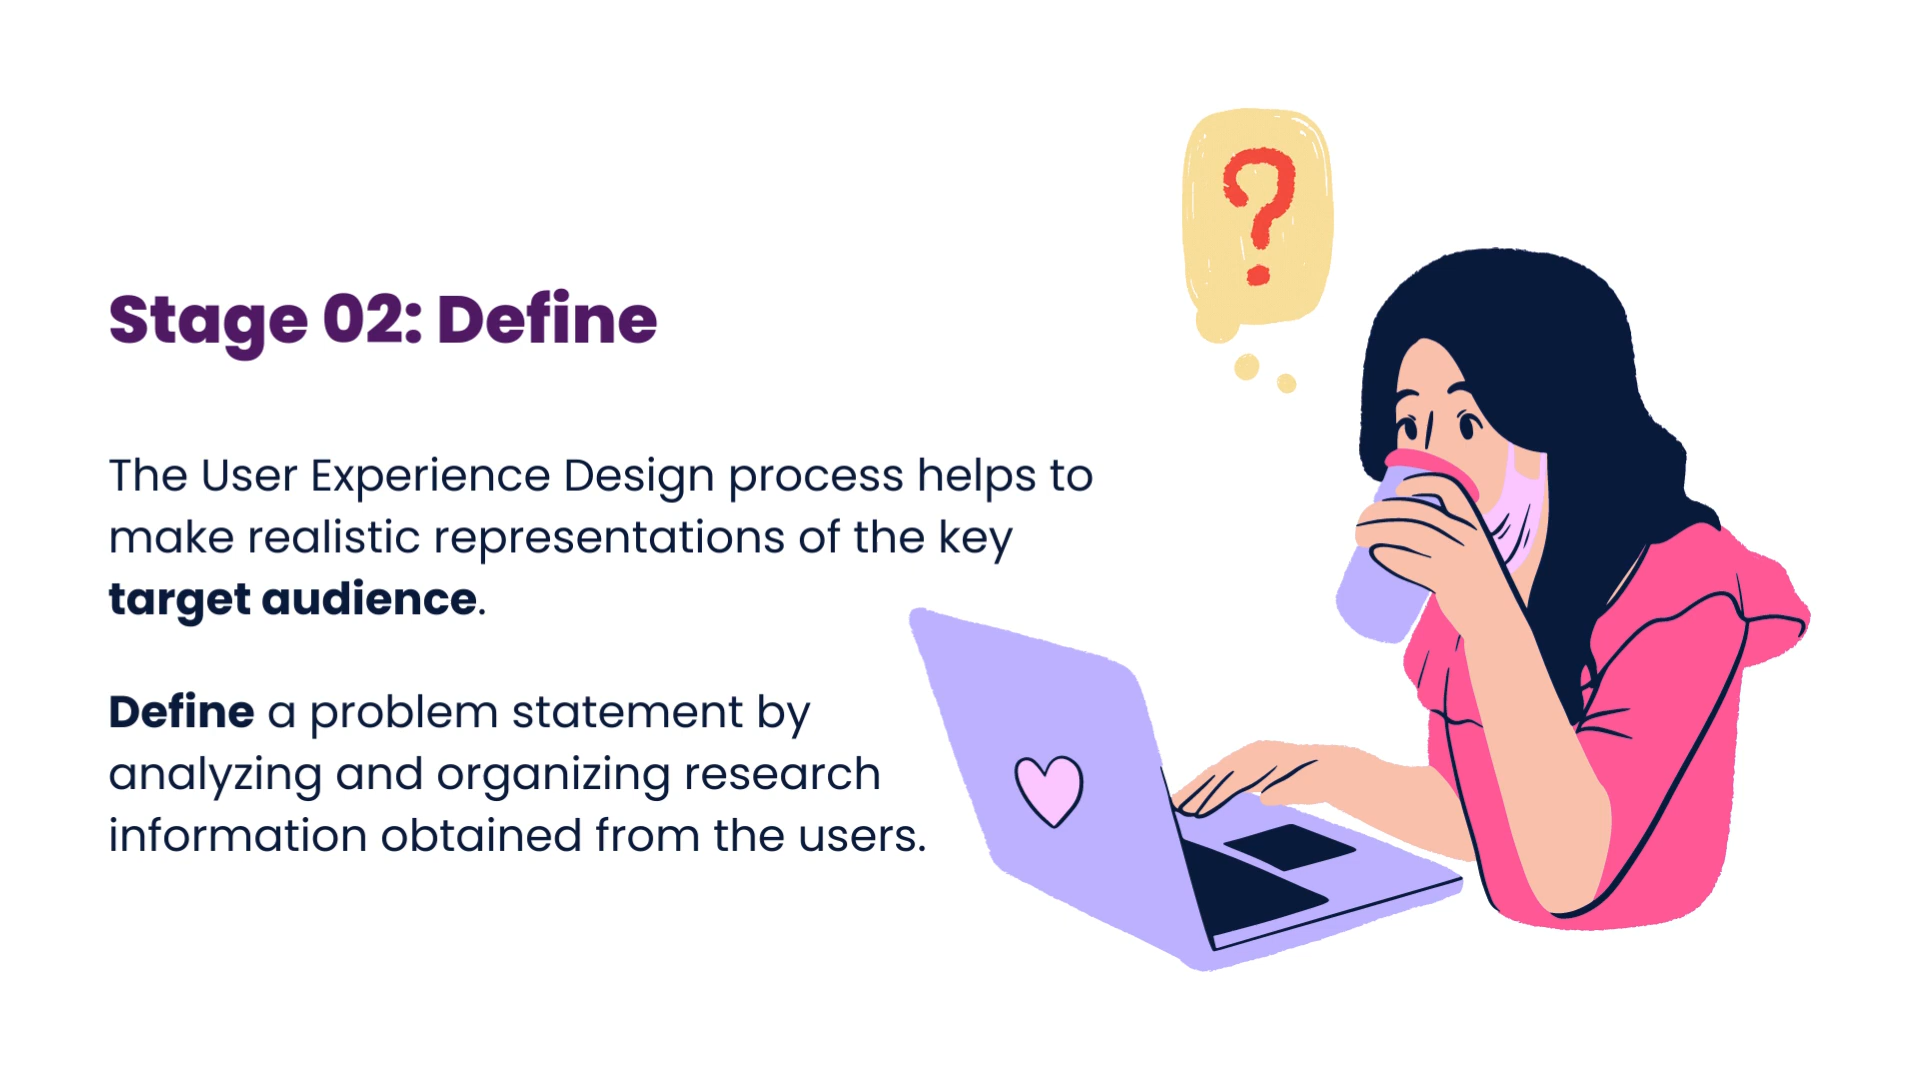 Stage 02: Define
The User Experience Design process helps to
make realistic representations of the key
target audience.
Define a problem statement by
analyzing and organizing research
information obtained from the users.
?